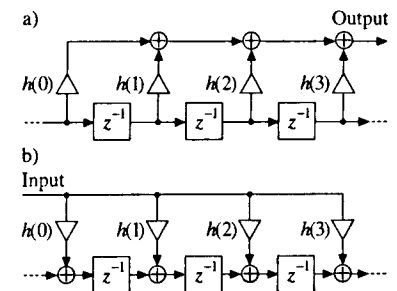 a)
Output
h(0) h(1) h(2) h(3)
z⁻¹ z⁻¹ z⁻¹
b)
Input
h(0) h(1) h(2) h(3)
z⁻¹ z⁻¹ z⁻¹